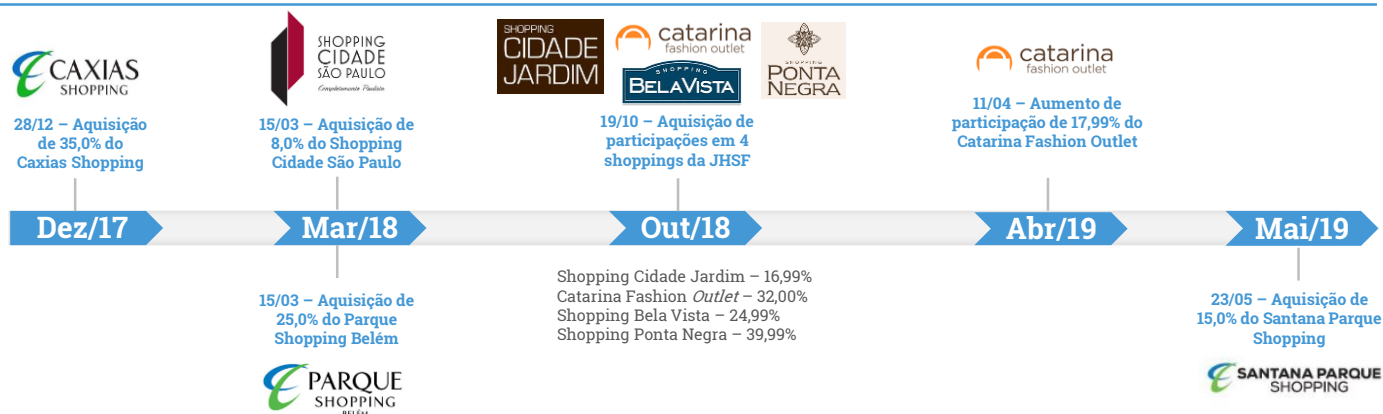 CAXIAS
SHOPPING
28/12 – Aquisição
de 35,0% do
Caxias Shopping
SHOPPING
CIDADE
SÃO PAULO
Completamente Paulista
15/03 – Aquisição de
8,0% do Shopping
Cidade São Paulo
SHOPPING
CIDADE
JARDIM
catarina
fashion outlet
SHOPPING
BELAVISTA
SHOPPING
PONTA
NEGRA
19/10 – Aquisição de
participações em 4
shoppings da JHSF
catarina
fashion outlet
11/04 – Aumento de
participação de 17,99% do
Catarina Fashion Outlet
Dez/17
Mar/18
Out/18
Abr/19
Mai/19
15/03 – Aquisição de
25,0% do Parque
Shopping Belém
PARQUE
SHOPPING
BELÉM
Shopping Cidade Jardim – 16,99%
Catarina Fashion Outlet – 32,00%
Shopping Bela Vista – 24,99%
Shopping Ponta Negra – 39,99%
23/05 – Aquisição de
15,0% do Santana Parque
Shopping
SANTANA PARQUE
SHOPPING